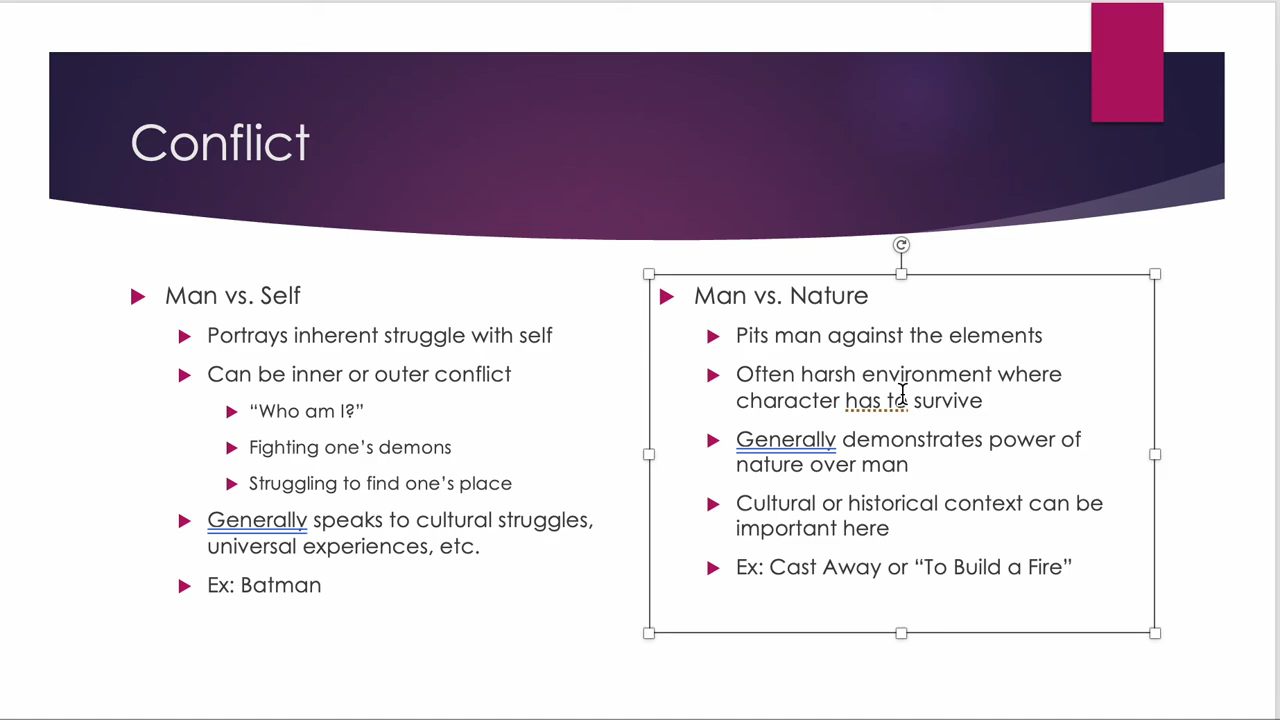 Conflict
Man vs. Self
Portrays inherent struggle with self
Can be inner or outer conflict
“Who am I?”
Fighting one’s demons
Struggling to find one’s place
Generally speaks to cultural struggles,
universal experiences, etc.
Ex: Batman
Man vs. Nature
Pits man against the elements
Often harsh environment where
character has to survive
Generally demonstrates power of
nature over man
Cultural or historical context can be
important here
Ex: Cast Away or “To Build a Fire”